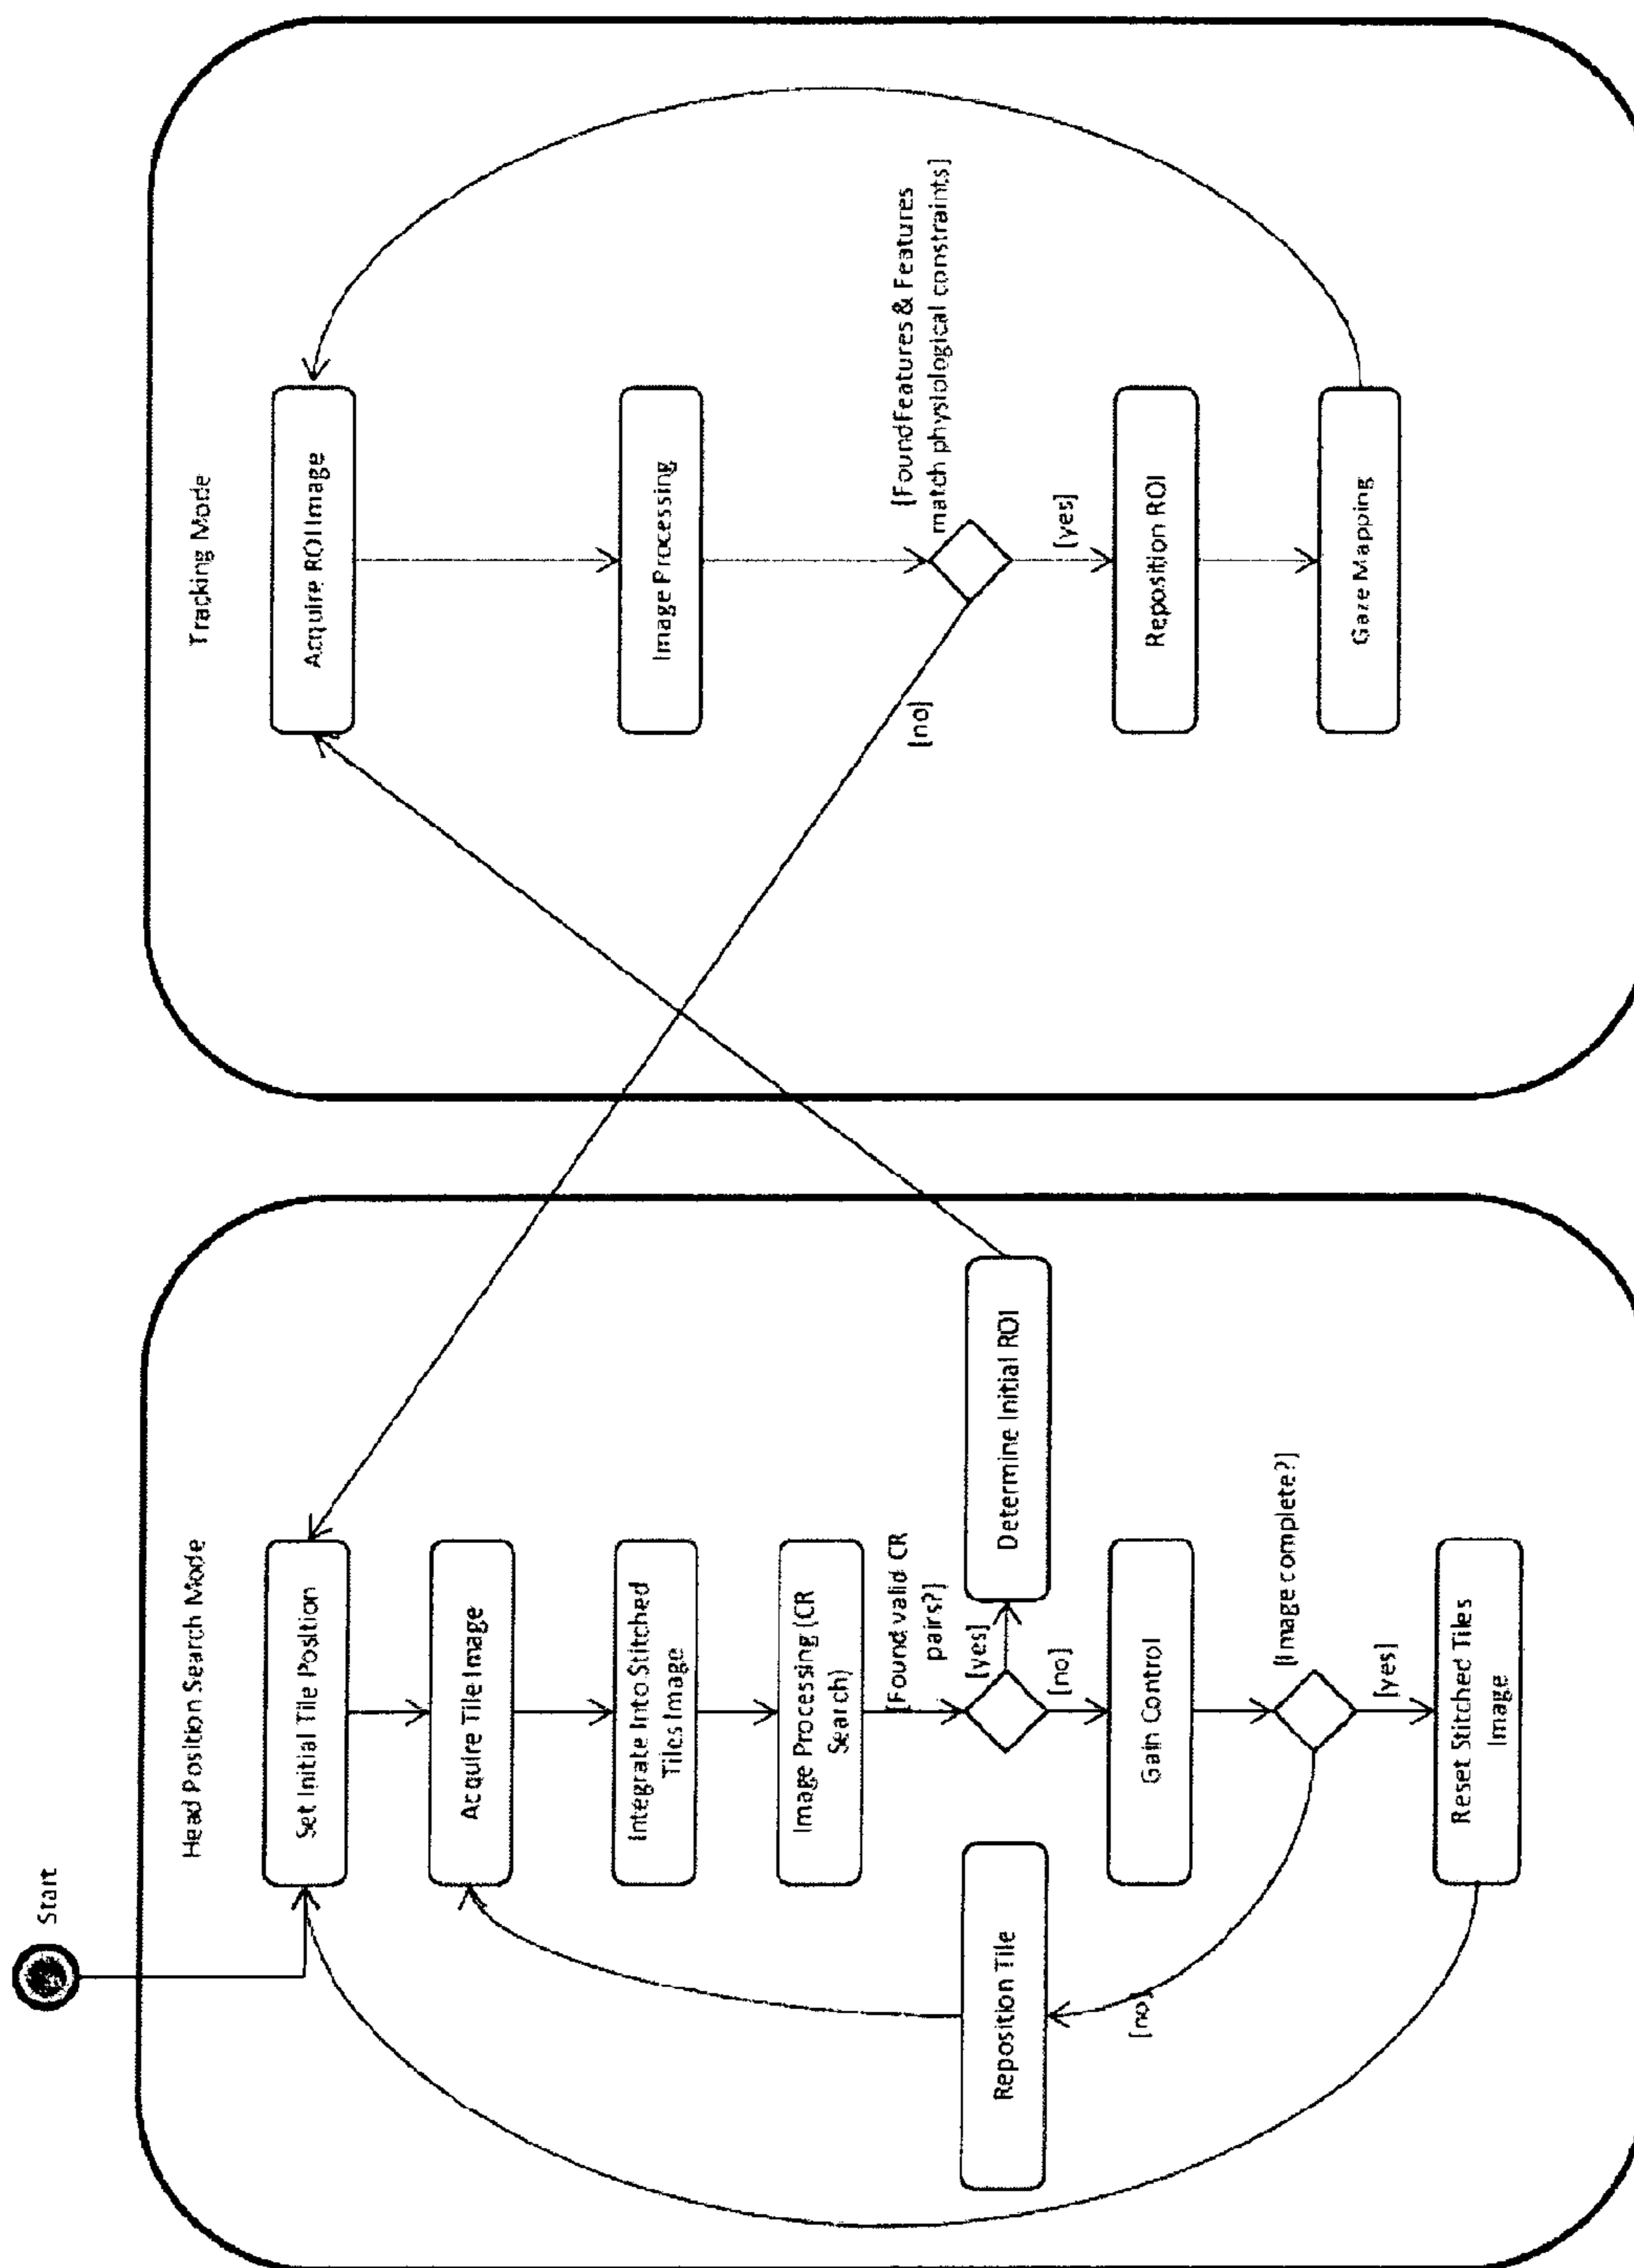 Start
Head Position Search Mode
Set Initial Tile Position
Acquire Tile Image
Integrate Into Stitched
Tiles Image
Image Processing (CR
Search)
[Found valid CR
pairs?]
[yes]
Determine Initial ROI
[no]
Reposition Tile
Gain Control
[Image complete?]
[no]
[yes]
Reset Stitched Tiles
Image
Tracking Mode
Acquire ROI Image
Image Processing
[Found Features & Features
match physiological constraints]
[no]
[yes]
Reposition ROI
Gaze Mapping